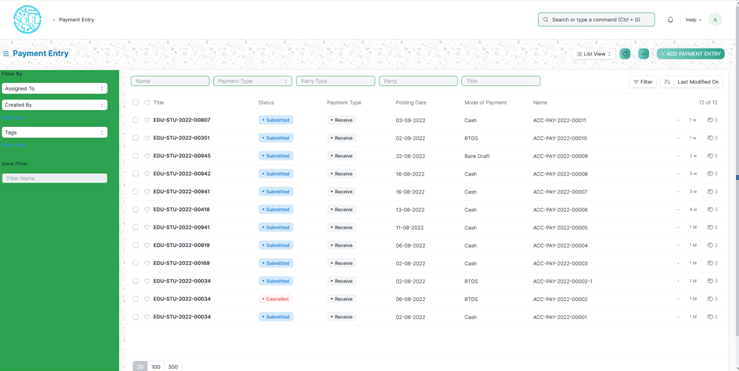 Payment Entry
Search or type a command (Ctrl + G)
Help
A
Payment Entry
List View
+ ADD PAYMENT ENTRY
Filter By
Assigned To
Created By
Tags
Save Filter
Filter Name
Name
Payment Type
Party Type
Party
Title
Filter
Last Modified On
Title Status Payment Type Posting Date Mode of Payment Name 12 of 12
EDU-STU-2022-00807 Submitted Receive 03-09-2022 Cash ACC-PAY-2022-00011 - 1 w 0
EDU-STU-2022-00351 Submitted Receive 02-09-2022 RTGS ACC-PAY-2022-00010 - 1 w 0
EDU-STU-2022-00945 Submitted Receive 22-08-2022 Bank Draft ACC-PAY-2022-00009 - 3 w 0
EDU-STU-2022-00942 Submitted Receive 16-08-2022 Cash ACC-PAY-2022-00008 - 3 w 0
EDU-STU-2022-00941 Submitted Receive 16-08-2022 Cash ACC-PAY-2022-00007 - 3 w 0
EDU-STU-2022-00418 Submitted Receive 13-08-2022 Cash ACC-PAY-2022-00006 - 4 w 0
EDU-STU-2022-00941 Submitted Receive 11-08-2022 Cash ACC-PAY-2022-00005 - 1 M 0
EDU-STU-2022-00919 Submitted Receive 06-08-2022 Cash ACC-PAY-2022-00004 - 1 M 0
EDU-STU-2022-00169 Submitted Receive 02-08-2022 Cash ACC-PAY-2022-00003 - 1 M 0
EDU-STU-2022-00034 Submitted Receive 02-08-2022 RTGS ACC-PAY-2022-00002-1 - 1 M 0
EDU-STU-2022-00034 Cancelled Receive 06-08-2022 RTGS ACC-PAY-2022-00002 - 1 M 0
EDU-STU-2022-00034 Submitted Receive 02-08-2022 Cash ACC-PAY-2022-00001 - 1 M 0
20 100 500